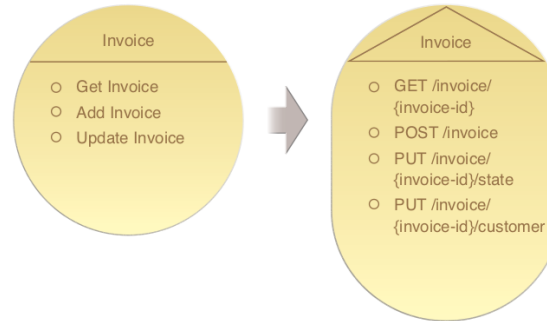 Invoice
Get Invoice
Add Invoice
Update Invoice
Invoice
GET /invoice/
{invoice-id}
POST /invoice
PUT /invoice/
{invoice-id}/state
PUT /invoice/
{invoice-id}/customer